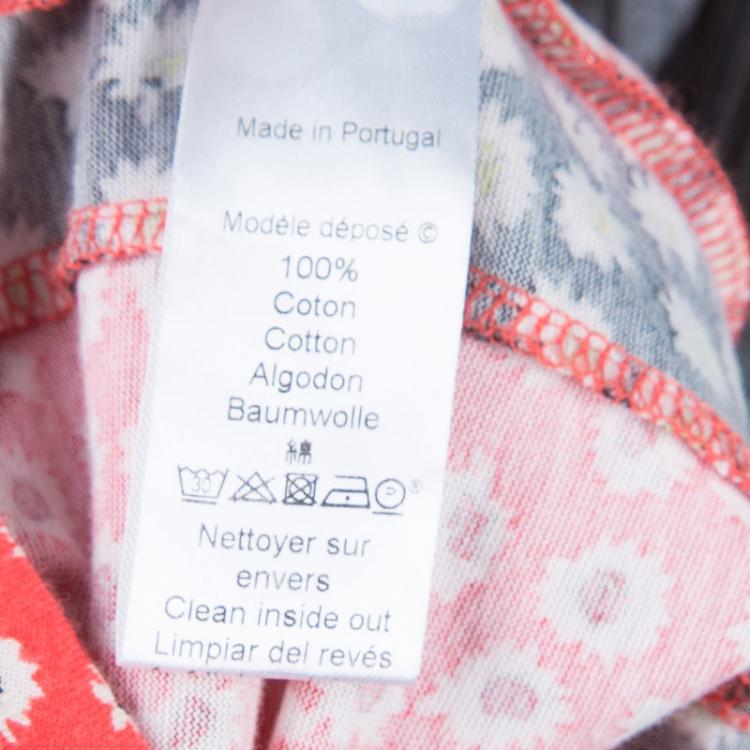 Made in Portugal
Modèle déposé ©
100%
Coton
Cotton
Algodon
Baumwolle
綿
30 P ®
Nettoyer sur
envers
Clean inside out
Limpiar del revés